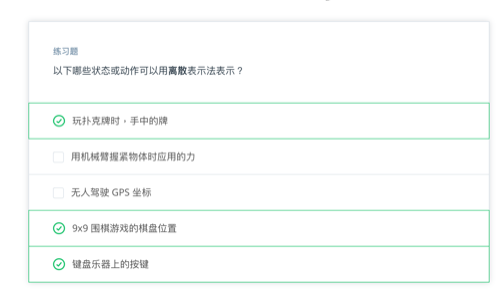 练习题
以下哪些状态或动作可以用离散表示法表示？
玩扑克牌时，手中的牌
用机械臂握紧物体时应用的力
无人驾驶 GPS 坐标
9x9 围棋游戏的棋盘位置
键盘乐器上的按键